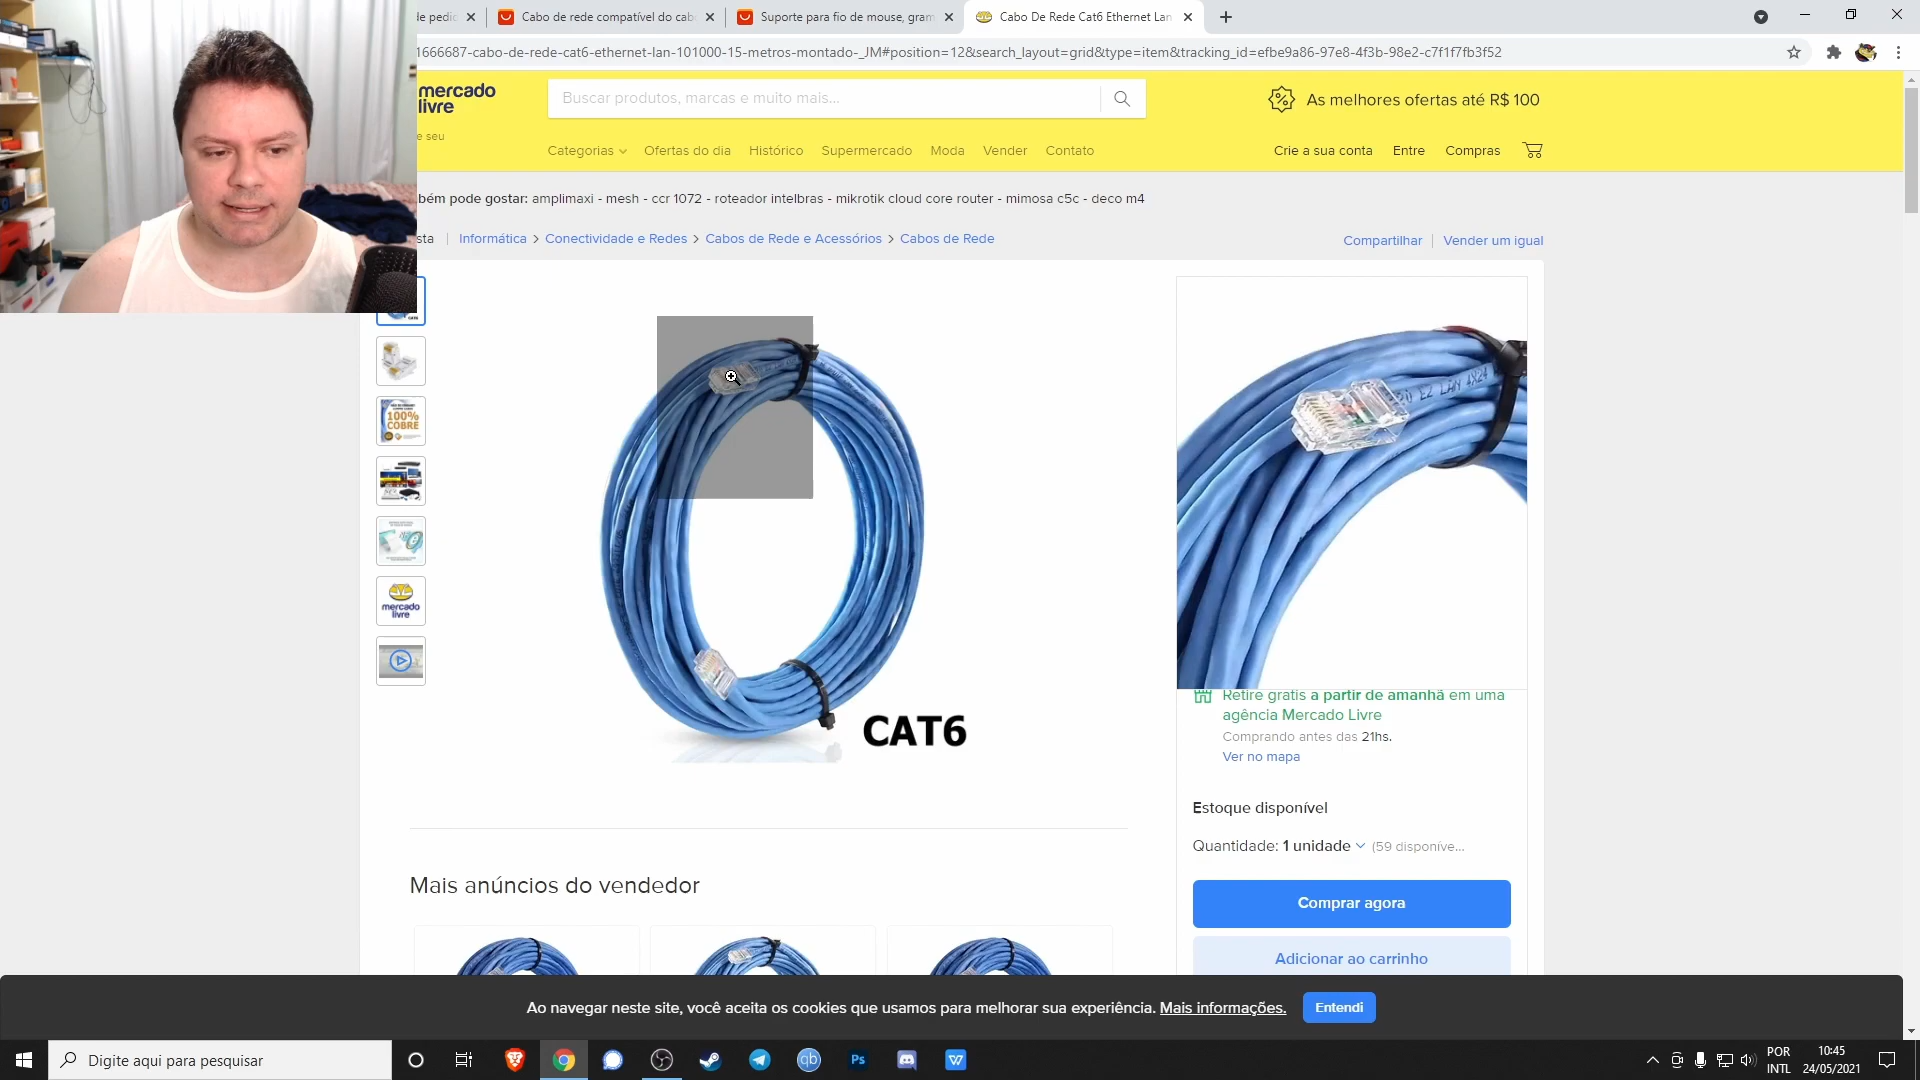 de pedid
Cabo de rede compatível do cab
Suporte para fio de mouse, gram
Cabo De Rede Cat6 Ethernet Lan
1666687-cabo-de-rede-cat6-ethernet-lan-101000-15-metros-montado-_JM#position=12&search_layout=grid&type=item&tracking_id=efbe9a86-97e8-4f3b-98e2-c7f1f7fb3f52
mercado
livre
Buscar produtos, marcas e muito mais...
As melhores ofertas até R$ 100
e seu
Categorias
Ofertas do dia
Histórico
Supermercado
Moda
Vender
Contato
Crie a sua conta
Entre
Compras
bém pode gostar: amplimaxi - mesh - ccr 1072 - roteador intelbras - mikrotik cloud core router - mimosa c5c - deco m4
sta | Informática > Conectividade e Redes > Cabos de Rede e Acessórios > Cabos de Rede
Compartilhar | Vender um igual
100%
COBRE
mercado
livre
EZ LAN 4X24
CAT6
Retire grátis a partir de amanhã em uma
agência Mercado Livre
Comprando antes das 21hs.
Ver no mapa
Estoque disponível
Quantidade: 1 unidade (59 disponíve...
Comprar agora
Adicionar ao carrinho
Mais anúncios do vendedor
Ao navegar neste site, você aceita os cookies que usamos para melhorar sua experiência. Mais informações.
Entendi
Digite aqui para pesquisar
qb
Ps
POR
INTL
10:45
24/05/2021